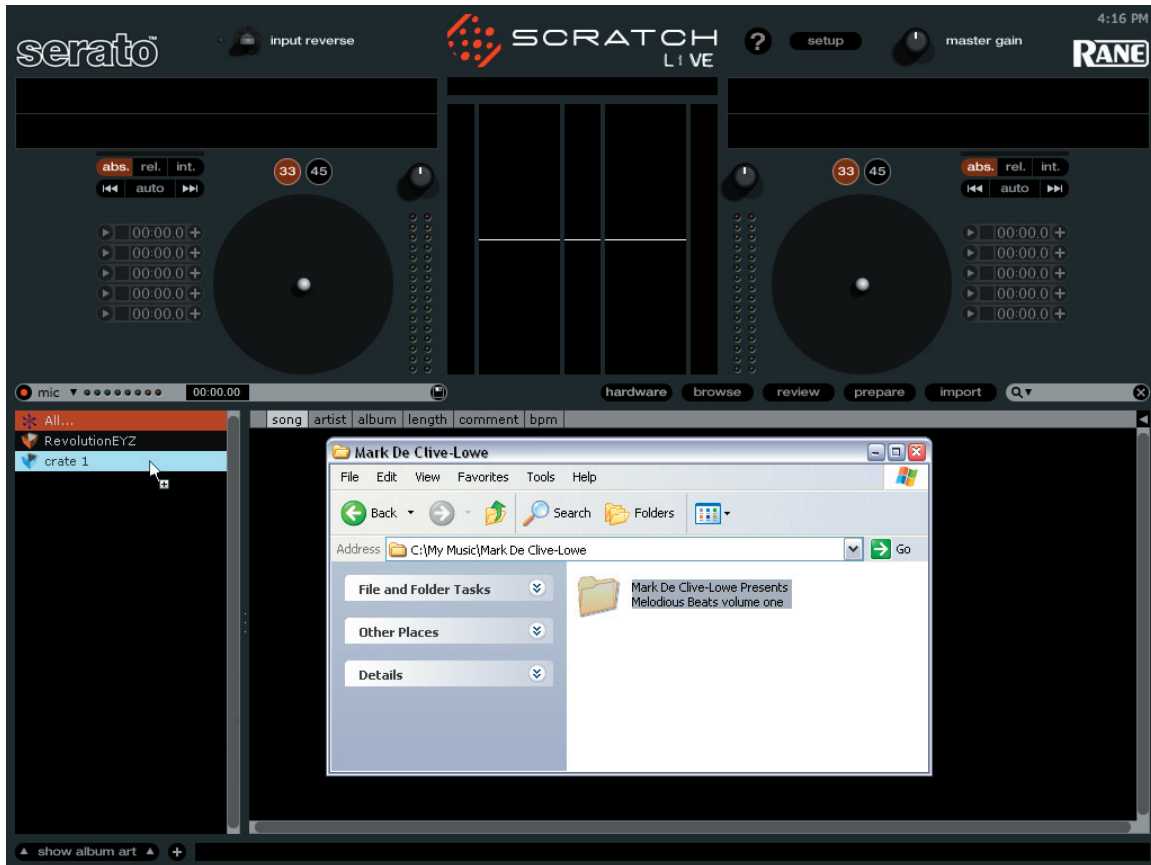 4:16 PM
serato
input reverse
SCRATCH
L1VE
?
setup
master gain
RANE
abs. rel. int.
auto
33 45
33 45
abs. rel. int.
auto
00:00.0
00:00.0
00:00.0
00:00.0
00:00.0
00:00.0
00:00.0
00:00.0
00:00.0
00:00.0
mic 00:00.00 hardware browse review prepare import
All...
RevolutionEYZ
crate 1
song artist album length comment bpm
Mark De Clive-Lowe
File Edit View Favorites Tools Help
Back Search Folders
Address C:\My Music\Mark De Clive-Lowe Go
File and Folder Tasks
Other Places
Details
Mark De Clive-Lowe Presents
Melodious Beats volume one
show album art